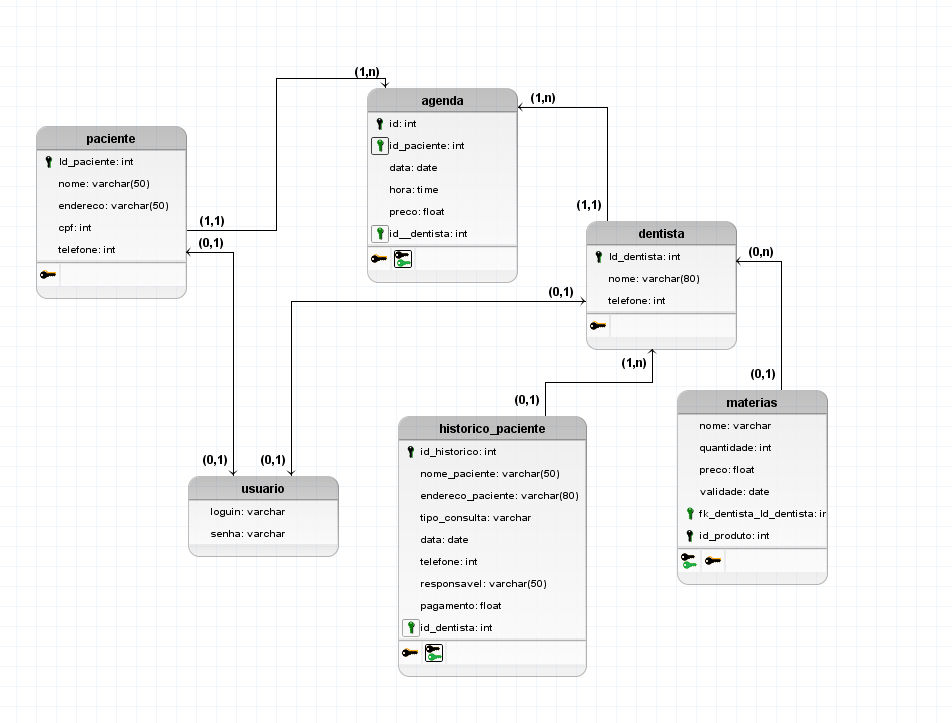 (1,n)
agenda
id: int
id_paciente: int
data: date
hora: time
preco: float
id__dentista: int
(1,n)
paciente
Id_paciente: int
nome: varchar(50)
endereco: varchar(50)
cpf: int
telefone: int
(1,1)
(0,1)
(1,1)
dentista
Id_dentista: int
nome: varchar(80)
telefone: int
(0,n)
(0,1)
(1,n)
(0,1)
(0,1)
materias
nome: varchar
quantidade: int
preco: float
validade: date
fk_dentista_Id_dentista: ir
id_produto: int
historico_paciente
id_historico: int
nome_paciente: varchar(50)
endereco_paciente: varchar(80)
tipo_consulta: varchar
data: date
telefone: int
responsavel: varchar(50)
pagamento: float
id_dentista: int
(0,1)
(0,1)
usuario
loguin: varchar
senha: varchar